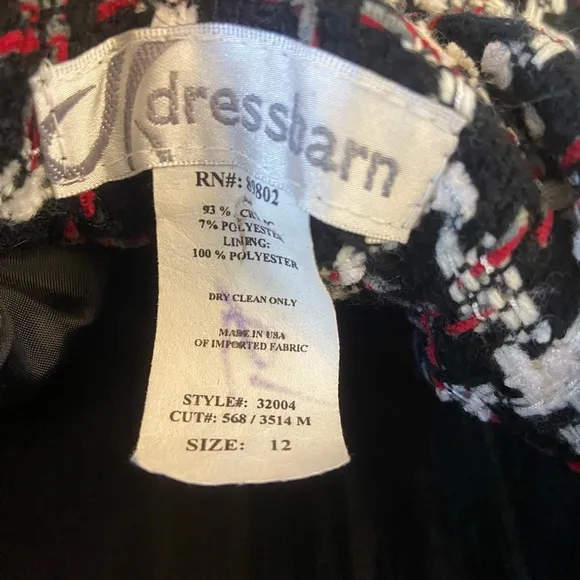 dressbarn
RN#: 89802
93 %
7% POLYESTER
LINING:
100 % POLYESTER
DRY CLEAN ONLY
MADE IN USA
OF IMPORTED FABRIC
STYLE#: 32004
CUT#: 568 / 3514 M
SIZE: 12